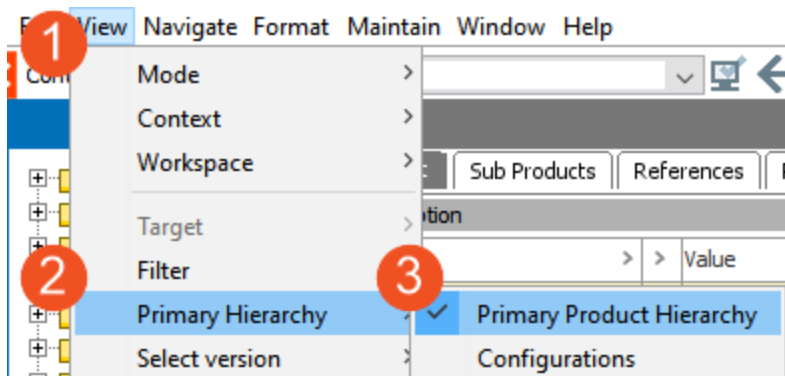 1
View Navigate Format Maintain Window Help
Mode >
Context >
Workspace > Sub Products References
Target >
Filter > > Value
2 3
Primary Hierarchy ✓ Primary Product Hierarchy
Select version > Configurations